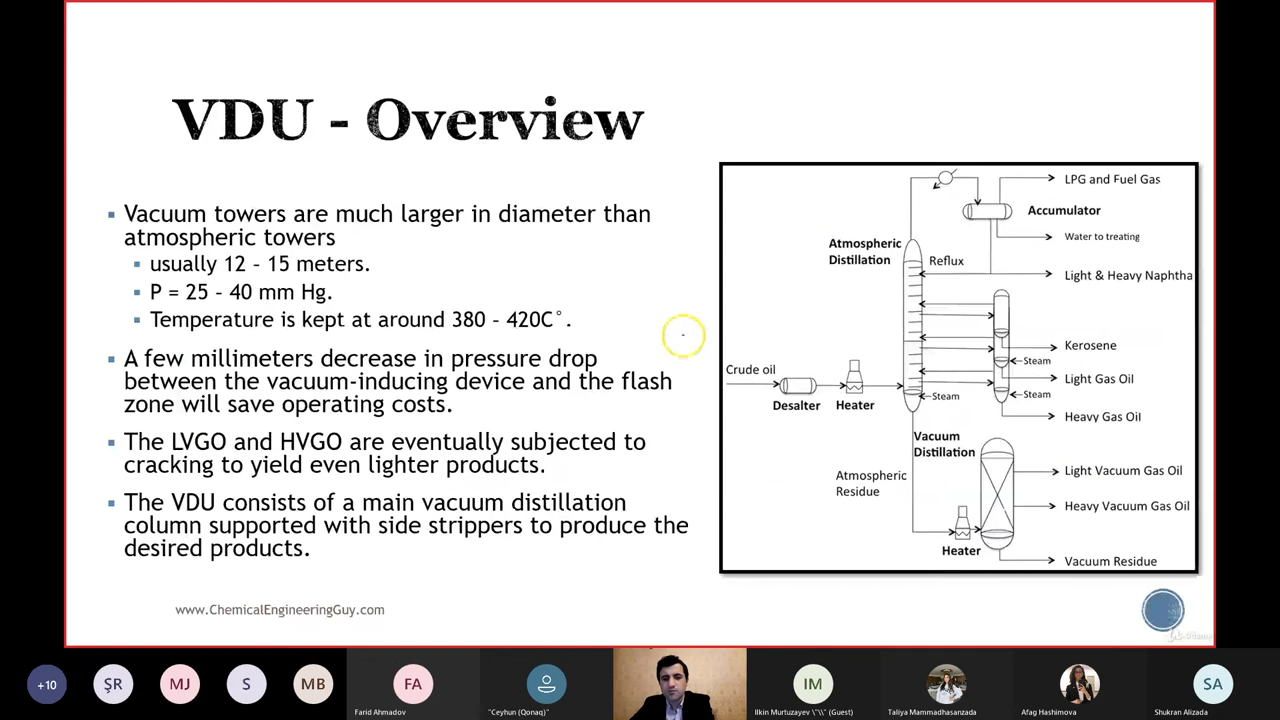 VDU - Overview
▪ Vacuum towers are much larger in diameter than
atmospheric towers
▪ usually 12 – 15 meters.
▪ P = 25 – 40 mm Hg.
▪ Temperature is kept at around 380 – 420C°.
▪ A few millimeters decrease in pressure drop
between the vacuum-inducing device and the flash
zone will save operating costs.
▪ The LVGO and HVGO are eventually subjected to
cracking to yield even lighter products.
▪ The VDU consists of a main vacuum distillation
column supported with side strippers to produce the
desired products.
www.ChemicalEngineeringGuy.com
LPG and Fuel Gas
Accumulator
Water to treating
Atmospheric
Distillation
Reflux
Light & Heavy Naphtha
Kerosene
Steam
Crude oil
Light Gas Oil
Steam
Steam
Desalter
Heater
Heavy Gas Oil
Vacuum
Distillation
Atmospheric
Residue
Light Vacuum Gas Oil
Heavy Vacuum Gas Oil
Heater
Vacuum Residue
+10
ŞR
MJ
S
MB
FA
IM
SA
Farid Ahmadov
"Ceyhun (Qonaq)"
Ilkin Murtuzayev \"\\" (Guest)
Taliya Mammadhasanzada
Afag Hashimova
Shukran Alizada